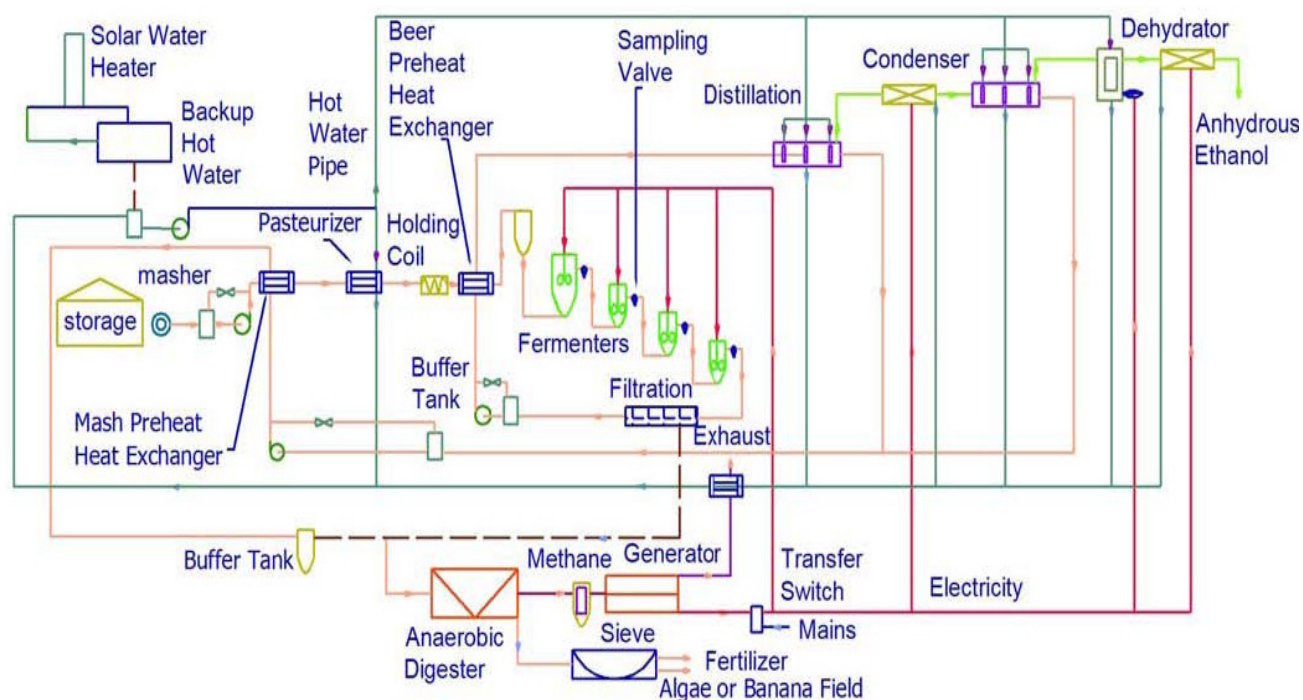 Solar Water
Heater
Backup
Hot
Water
Hot
Water
Pipe
Beer
Preheat
Heat
Exchanger
Sampling
Valve
Distillation
Condenser
Dehydrator
Anhydrous
Ethanol
Pasteurizer
Holding
Coil
masher
storage
Fermenters
Buffer
Tank
Filtration
Exhaust
Mash Preheat
Heat Exchanger
Buffer Tank
Methane
Generator
Transfer
Switch
Electricity
Mains
Anaerobic
Digester
Sieve
Fertilizer
Algae or Banana Field